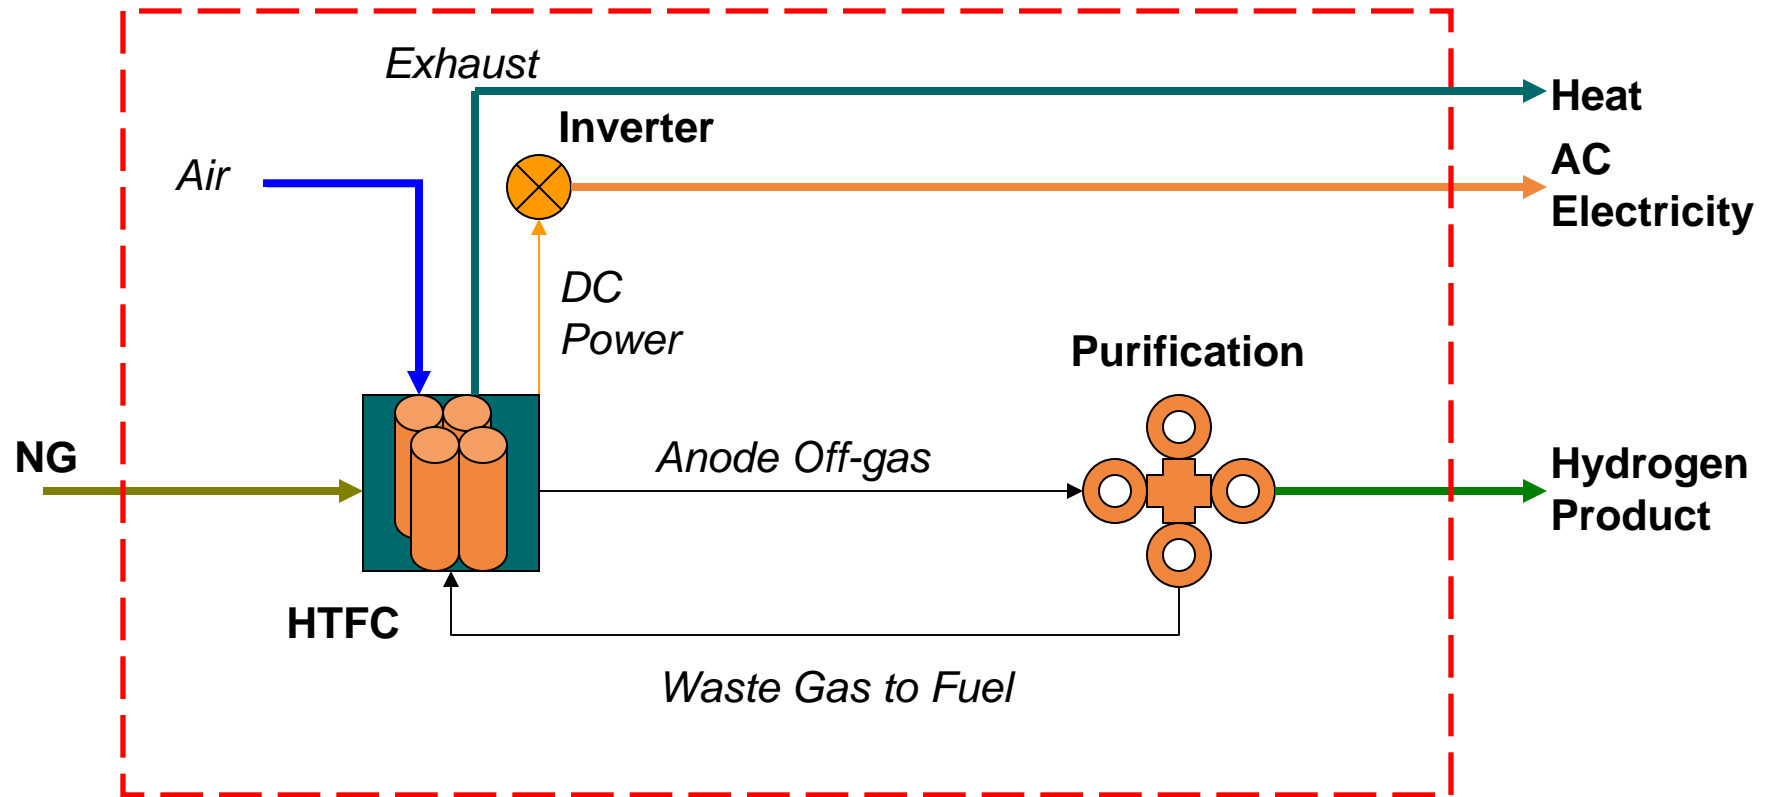 Exhaust
Heat
Inverter
AC
Electricity
Air
DC
Power
Purification
NG
Anode Off-gas
Hydrogen
Product
HTFC
Waste Gas to Fuel